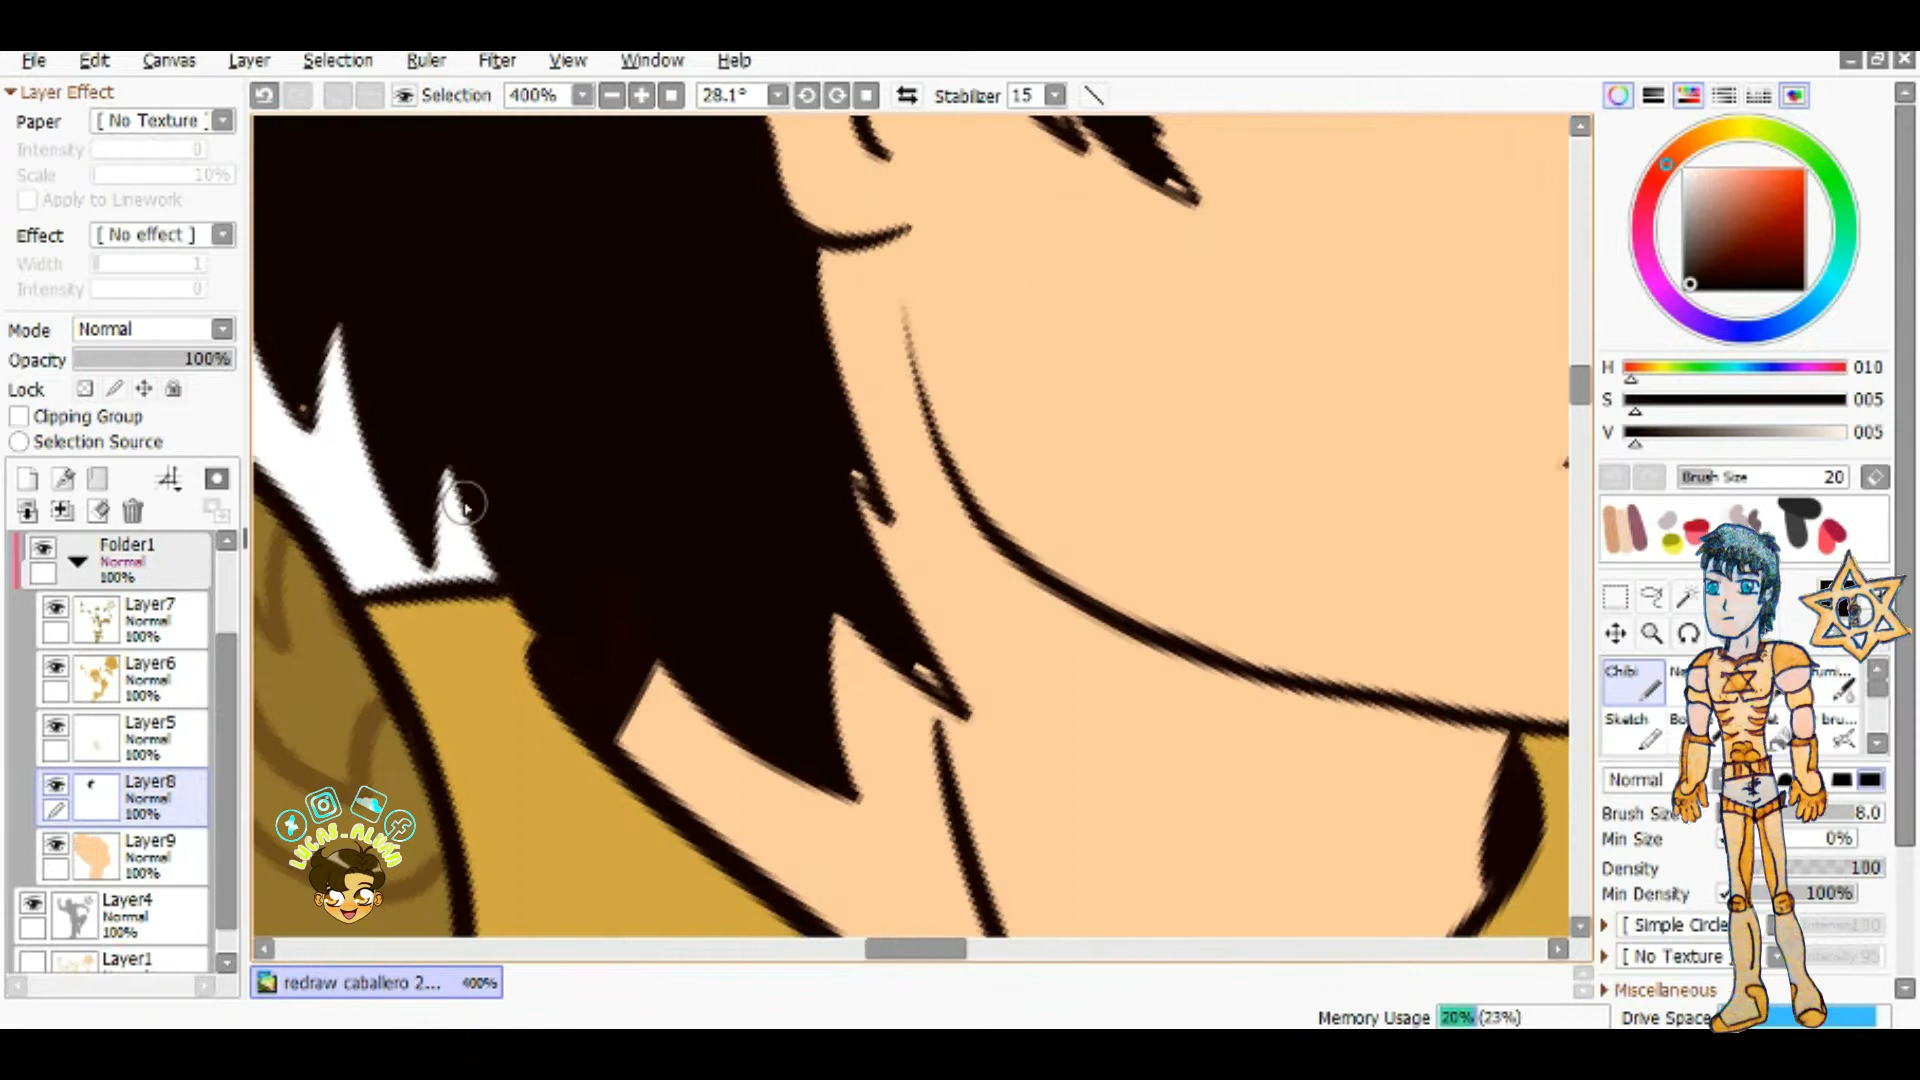 File Edit Canvas Layer Selection Ruler Filter View Window Help
Layer Effect
Paper [ No Texture ]
Intensity 0
Scale 10%
Apply to Linework
Effect [ No effect ]
Width 1
Intensity 0
Mode Normal
Opacity 100%
Lock
Clipping Group
Selection Source
Selection 400% 28.1° Stabilizer 15
Folder1
Normal
100%
Layer7
Normal
100%
Layer6
Normal
100%
Layer5
Normal
100%
Layer8
Normal
100%
Layer9
Normal
100%
Layer4
Normal
100%
Layer1
LUCAS_ALUAN
redraw caballero 2... 400%
H 010
S 005
V 005
Brush Size 20
Chibi
Sketch
bru...
Normal
Brush Size 8.0
Min Size 0%
Density 100
Min Density 100%
[ Simple Circle
[ No Texture ]
Miscellaneous
Memory Usage 20% (23%) Drive Space